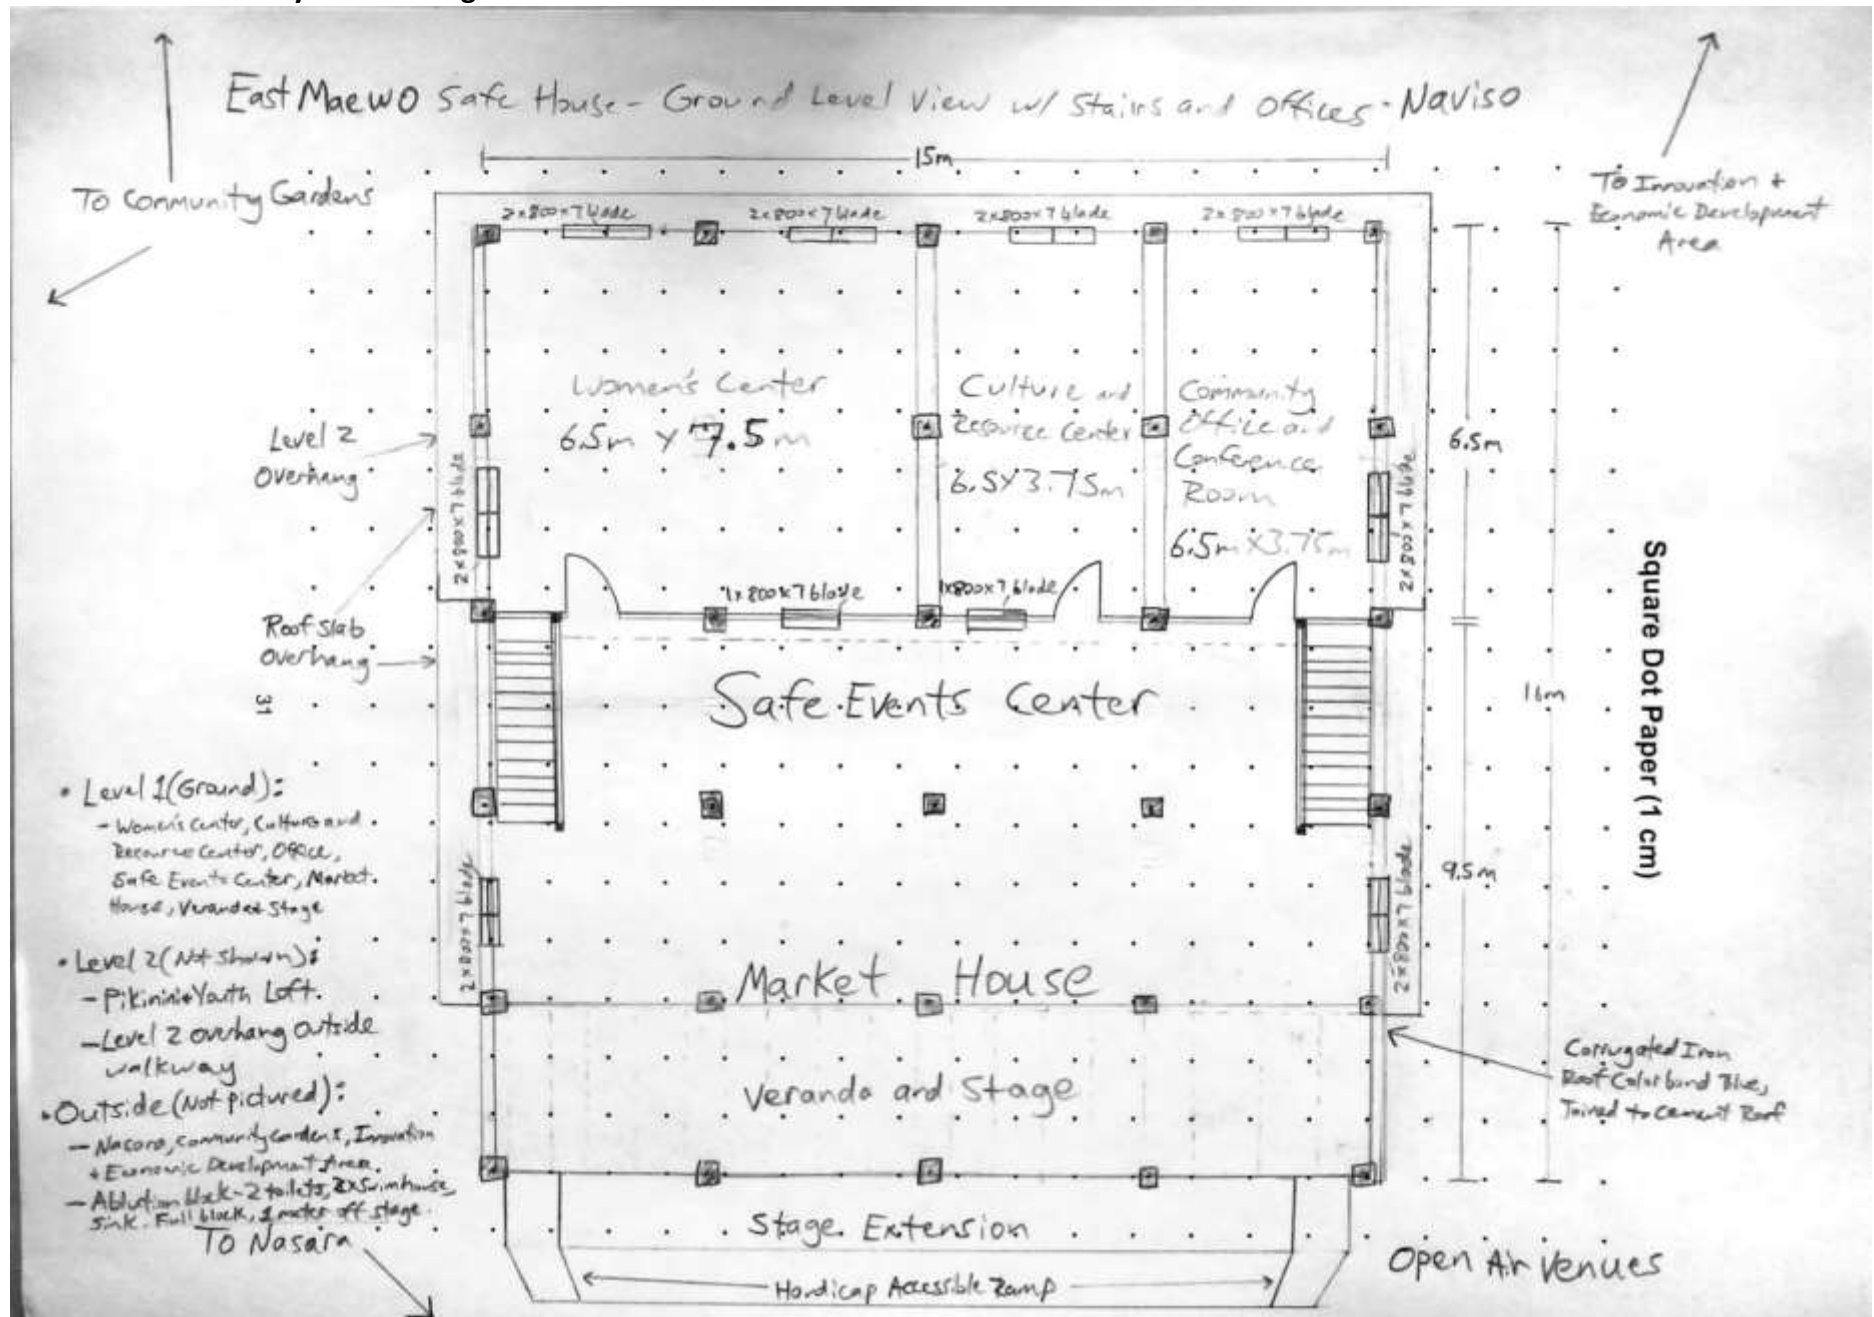 East Maewo Safe House - Ground Level View w/ Stairs and Offices - Naviso
15m
To Community Gardens
To Innovation +
Economic Development
Area
2x800x7 blade
2x800x7 blade
2x800x7 blade
2x800x7 blade
Women's Center
6.5m x 7.5m
Culture and
Resource Center
6.5x3.75m
Community
Office and
Conference
Room
6.5m x 3.75m
6.5m
Level 2
Overhang
2x800x7 blade
2x800x7 blade
1x800x7 blade
1x800x7 blade
Roof Slab
Overhang
Safe Events Center
16m
Square Dot Paper (1 cm)
31
• Level 1 (Ground):
- Women's Center, Culture and
Resource Center, Office,
Safe Events Center, Market
House, Veranda + Stage
9.5m
2x800x7 blade
2x800x7 blade
• Level 2 (Not Shown):
- Pikinini + Youth Loft
- Level 2 overhang outside
walkway
Market House
Veranda and Stage
Corrugated Iron
Roof Colorbond Blue,
Joined to Cement Roof
• Outside (Not pictured):
- Nasara, Community Gardens, Innovation
+ Economic Development Area.
- Ablution block - 2 toilets, 2x Swimhouse,
Sink. Full block, 1 meter off stage.
To Nasara
Stage Extension
Handicap Accessible Ramp
Open Air Venues